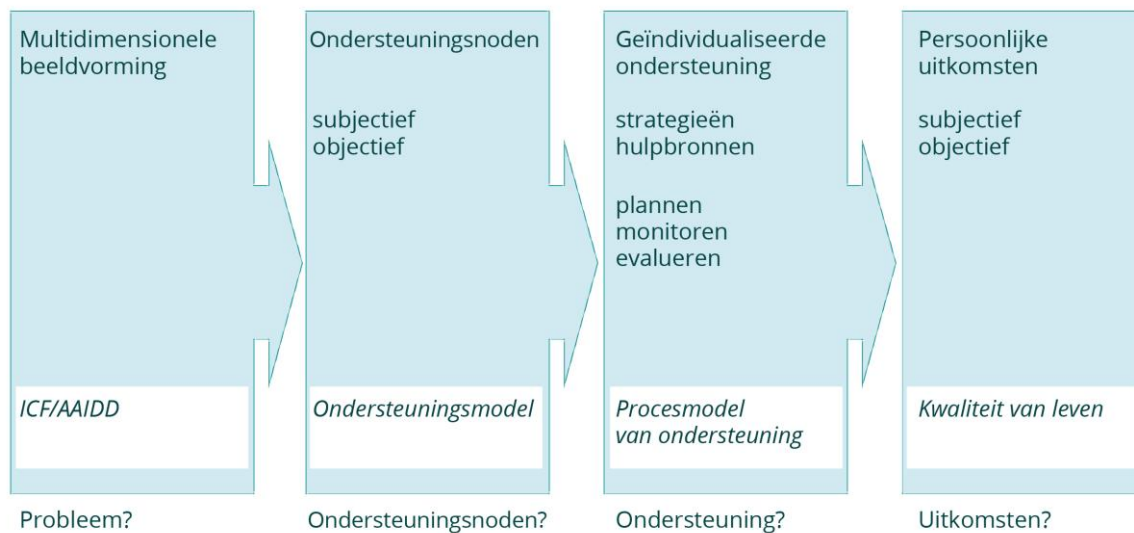 Multidimensionele
beeldvorming
ICF/AAIDD
Probleem?
Ondersteuningsnoden
subjectief
objectief
Ondersteuningsmodel
Ondersteuningsnoden?
Geïndividualiseerde
ondersteuning
strategieën
hulpbronnen
plannen
monitoren
evalueren
Procesmodel
van ondersteuning
Ondersteuning?
Persoonlijke
uitkomsten
subjectief
objectief
Kwaliteit van leven
Uitkomsten?